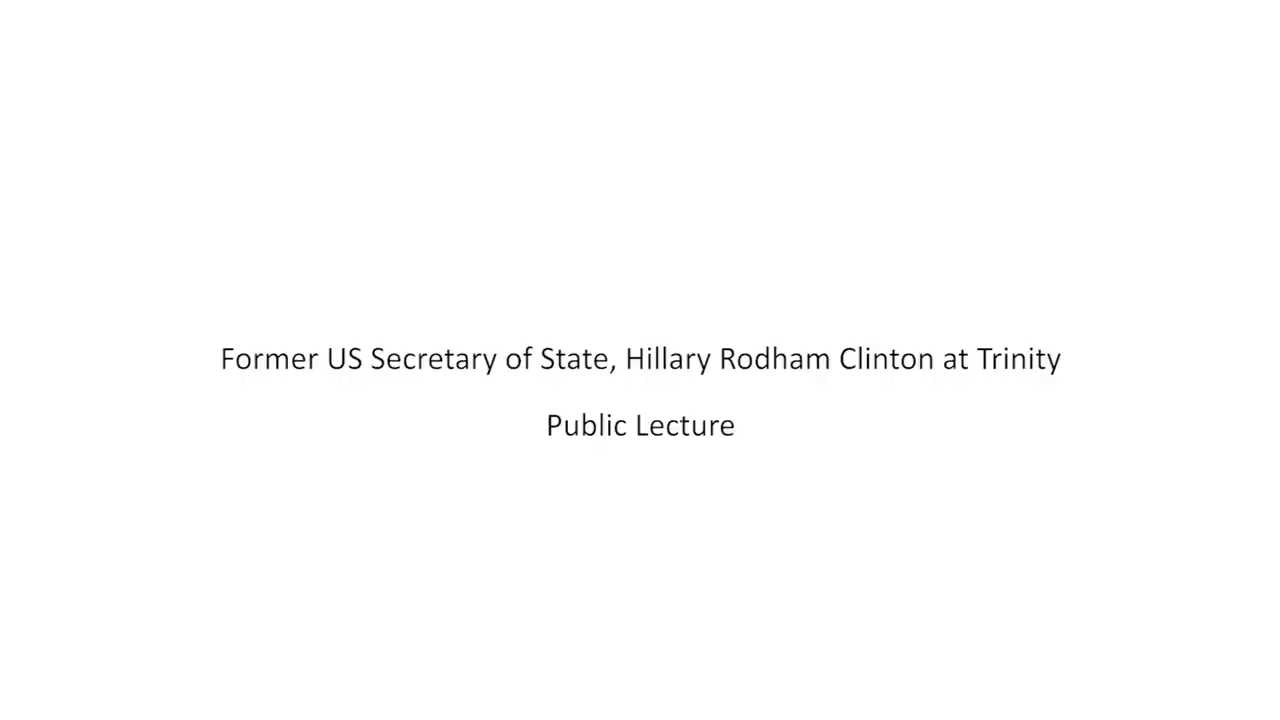 Former US Secretary of State, Hillary Rodham Clinton at Trinity
Public Lecture